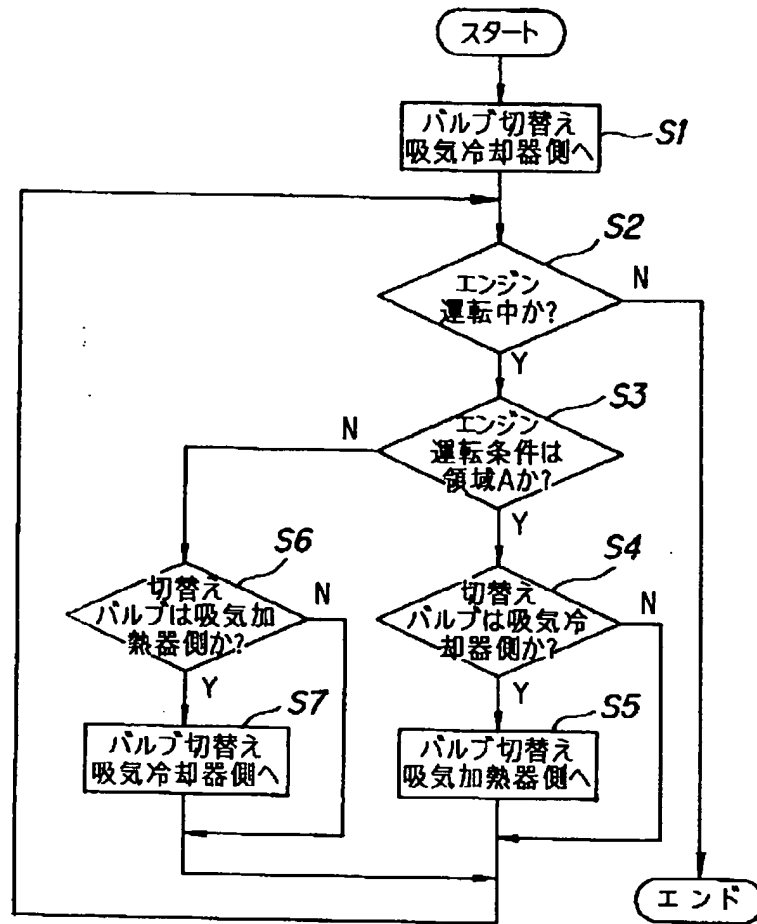 スタート
バルブ切替え
吸気冷却器側へ
S1
S2
エンジン
運転中か?
N
Y
S3
エンジン
運転条件は
領域Aか?
N
Y
S6
切替え
バルブは吸気加
熱器側か?
N
Y
S4
切替え
バルブは吸気冷
却器側か?
N
Y
S7
バルブ切替え
吸気冷却器側へ
S5
バルブ切替え
吸気加熱器側へ
エンド